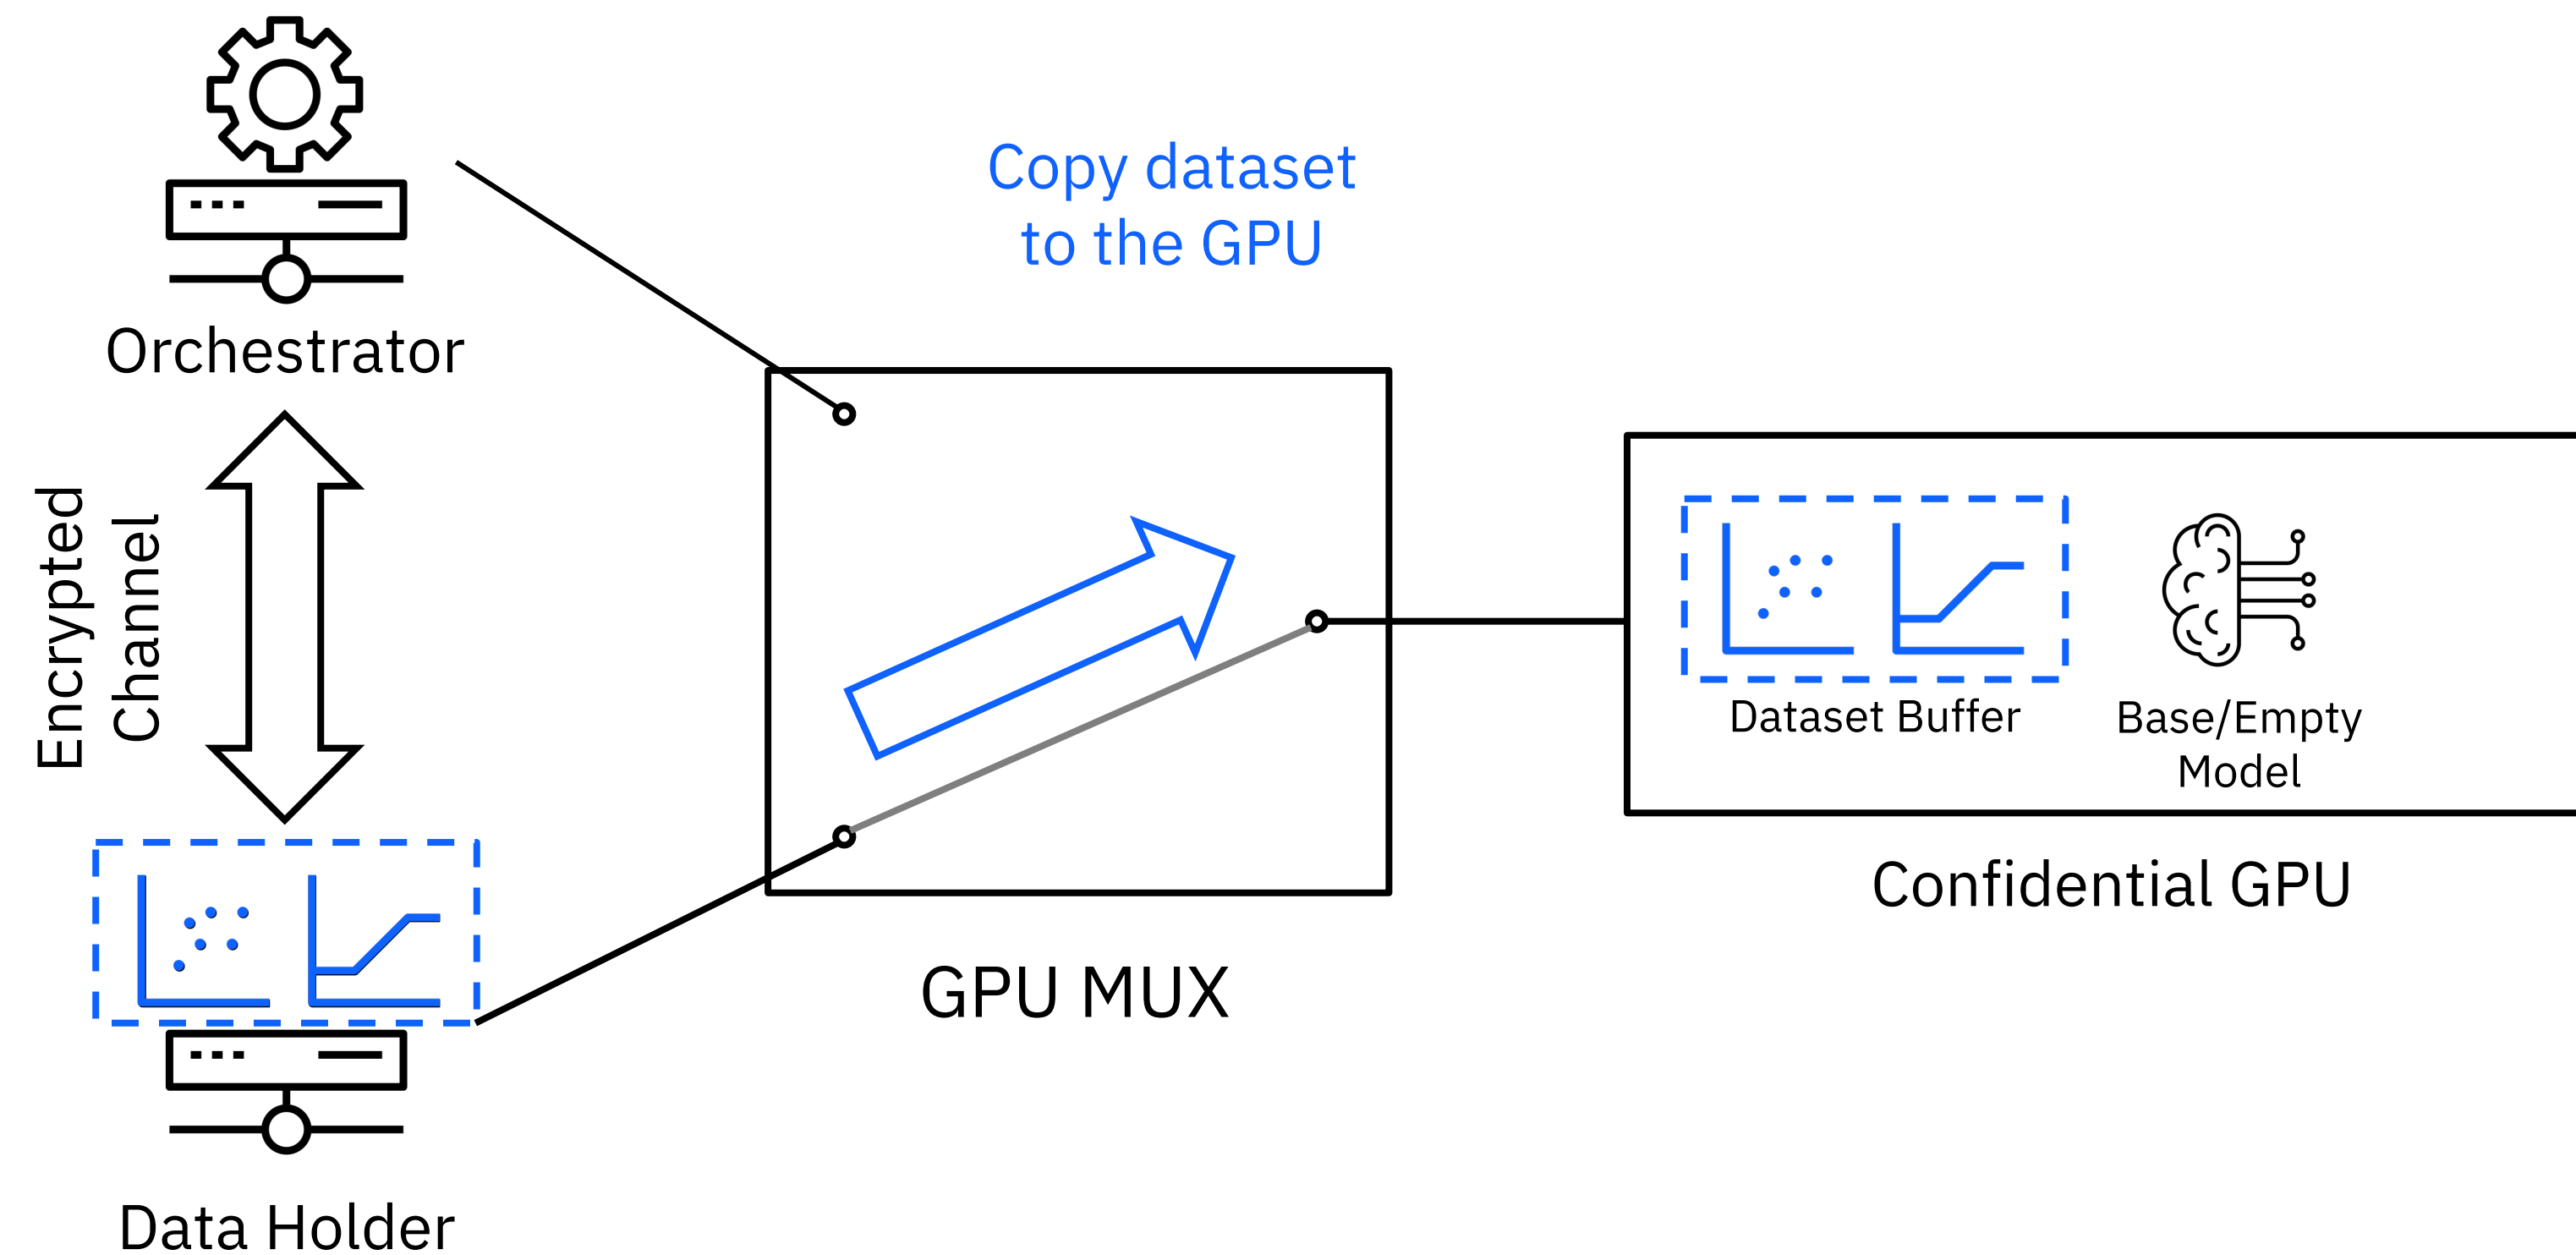 Copy dataset
to the GPU
Orchestrator
Encrypted
Channel
Dataset Buffer
Base/Empty
Model
Confidential GPU
GPU MUX
Data Holder